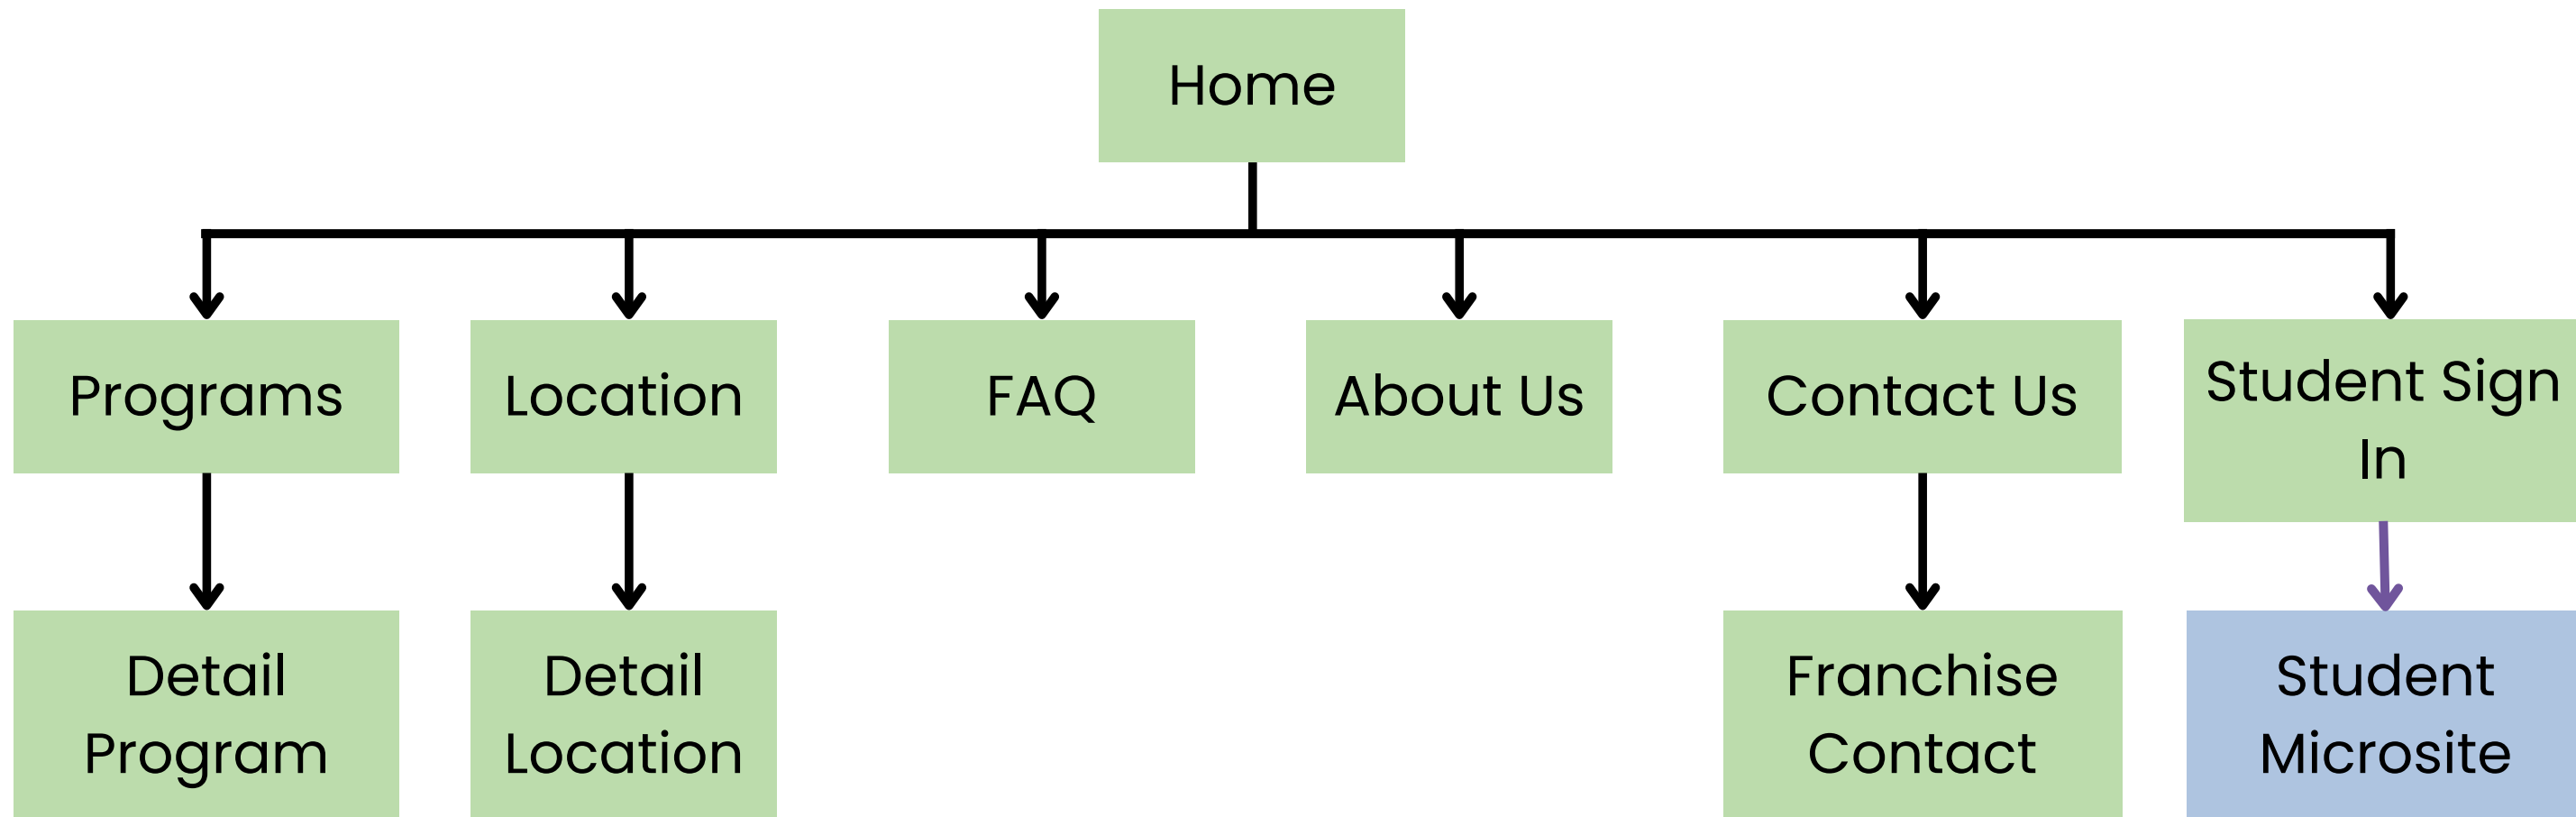 Home
Programs
Location
FAQ
About Us
Contact Us
Student Sign
In
Detail
Program
Detail
Location
Franchise
Contact
Student
Microsite